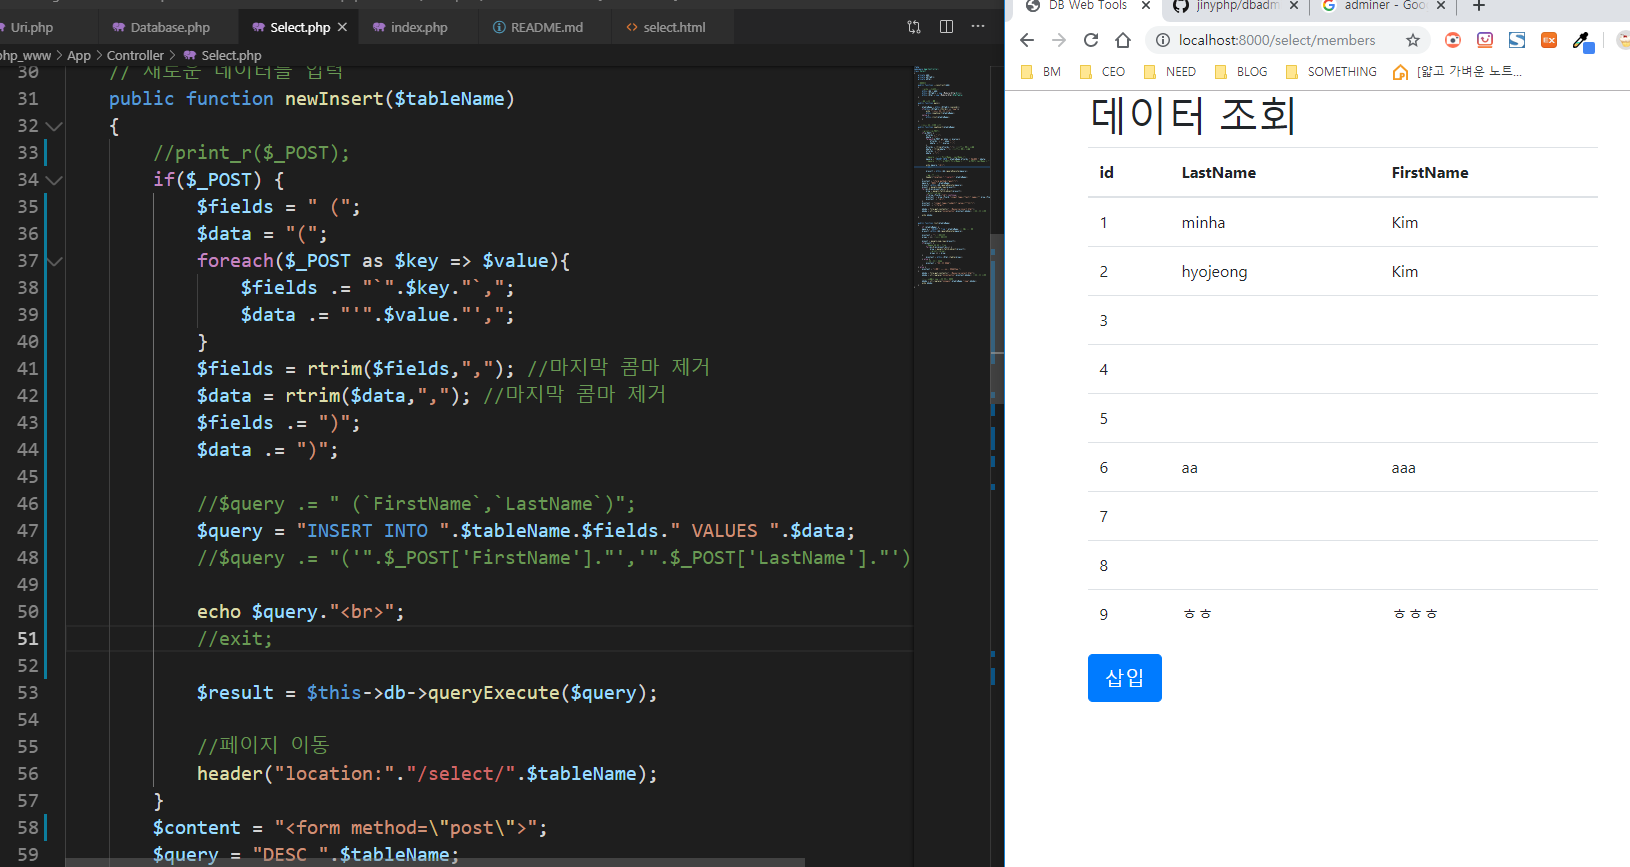 Uri.php
Database.php
Select.php
index.php
README.md
select.html
php_www > App > Controller > Select.php
30 // 새로운 데이터를 입력
31 public function newInsert($tableName)
32 {
33 //print_r($_POST);
34 if($_POST) {
35 $fields = " (";
36 $data = "(";
37 foreach($_POST as $key => $value){
38 $fields .= "`".$key."`,";
39 $data .= "'".$value."',";
40 }
41 $fields = rtrim($fields,","); //마지막 콤마 제거
42 $data = rtrim($data,","); //마지막 콤마 제거
43 $fields .= ")";
44 $data .= ")";
45
46 //$query .= " (`FirstName`,`LastName`)";
47 $query = "INSERT INTO ".$tableName.$fields." VALUES ".$data;
48 //$query .= "('".$_POST['FirstName']."','".$_POST['LastName']."')
49
50 echo $query."<br>";
51 //exit;
52
53 $result = $this->db->queryExecute($query);
54
55 //페이지 이동
56 header("location:"."/select/".$tableName);
57 }
58 $content = "<form method=\"post\">";
59 $query = "DESC ".$tableName;
DB Web Tools
jinyphp/dbadm
adminer - Goo
localhost:8000/select/members
BM
CEO
NEED
BLOG
SOMETHING
[얇고 가벼운 노트...
데이터 조회
id LastName FirstName
1 minha Kim
2 hyojeong Kim
3
4
5
6 aa aaa
7
8
9 ㅎㅎ ㅎㅎㅎ
삽입